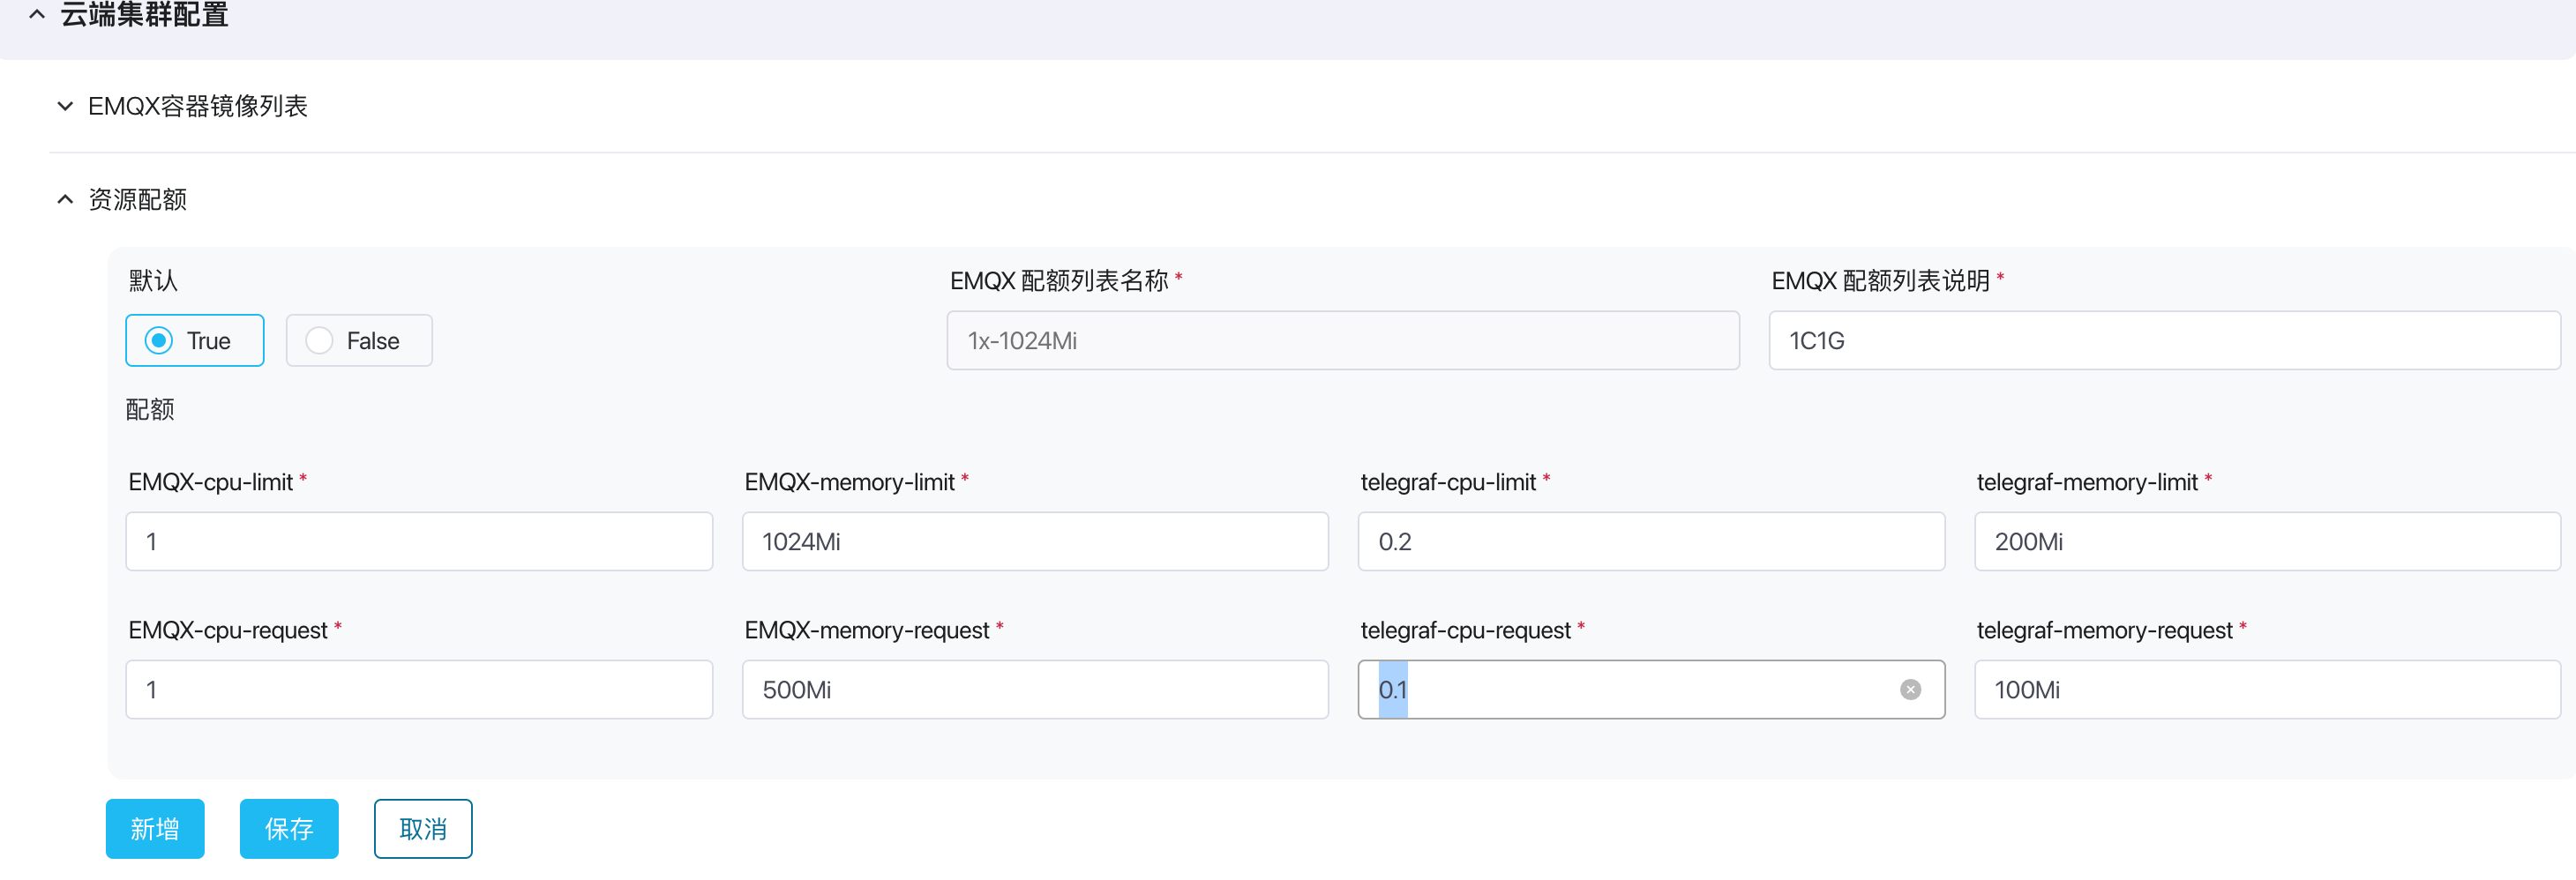 云端集群配置
EMQX容器镜像列表
资源配额
默认
EMQX 配额列表名称 *
EMQX 配额列表说明 *
True
False
1x-1024Mi
1C1G
配额
EMQX-cpu-limit *
EMQX-memory-limit *
telegraf-cpu-limit *
telegraf-memory-limit *
1
1024Mi
0.2
200Mi
EMQX-cpu-request *
EMQX-memory-request *
telegraf-cpu-request *
telegraf-memory-request *
1
500Mi
0.1
100Mi
新增
保存
取消